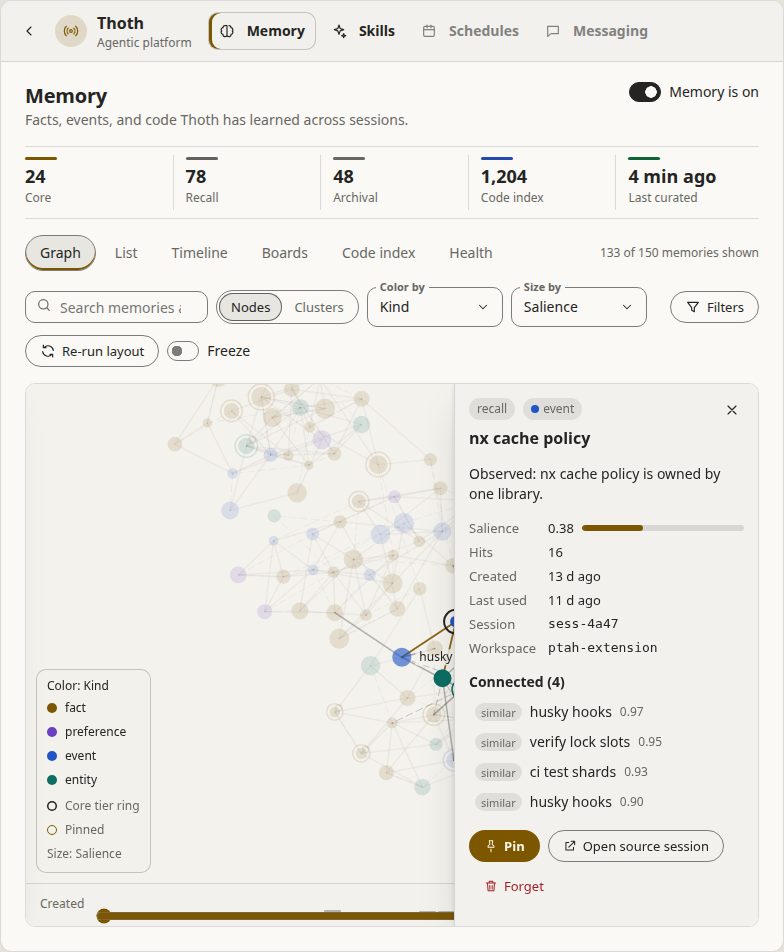 Thoth
Agentic platform
Memory
Skills
Schedules
Messaging
Memory
Facts, events, and code Thoth has learned across sessions.
Memory is on
24
Core
78
Recall
48
Archival
1,204
Code index
4 min ago
Last curated
Graph
List
Timeline
Boards
Code index
Health
133 of 150 memories shown
Search memories
Nodes
Clusters
Color by
Kind
Size by
Salience
Filters
Re-run layout
Freeze
husky
Color: Kind
fact
preference
event
entity
Core tier ring
Pinned
Size: Salience
Created
recall
event
nx cache policy
Observed: nx cache policy is owned by
one library.
Salience 0.38
Hits 16
Created 13 d ago
Last used 11 d ago
Session sess-4a47
Workspace ptah-extension
Connected (4)
similar husky hooks 0.97
similar verify lock slots 0.95
similar ci test shards 0.93
similar husky hooks 0.90
Pin
Open source session
Forget